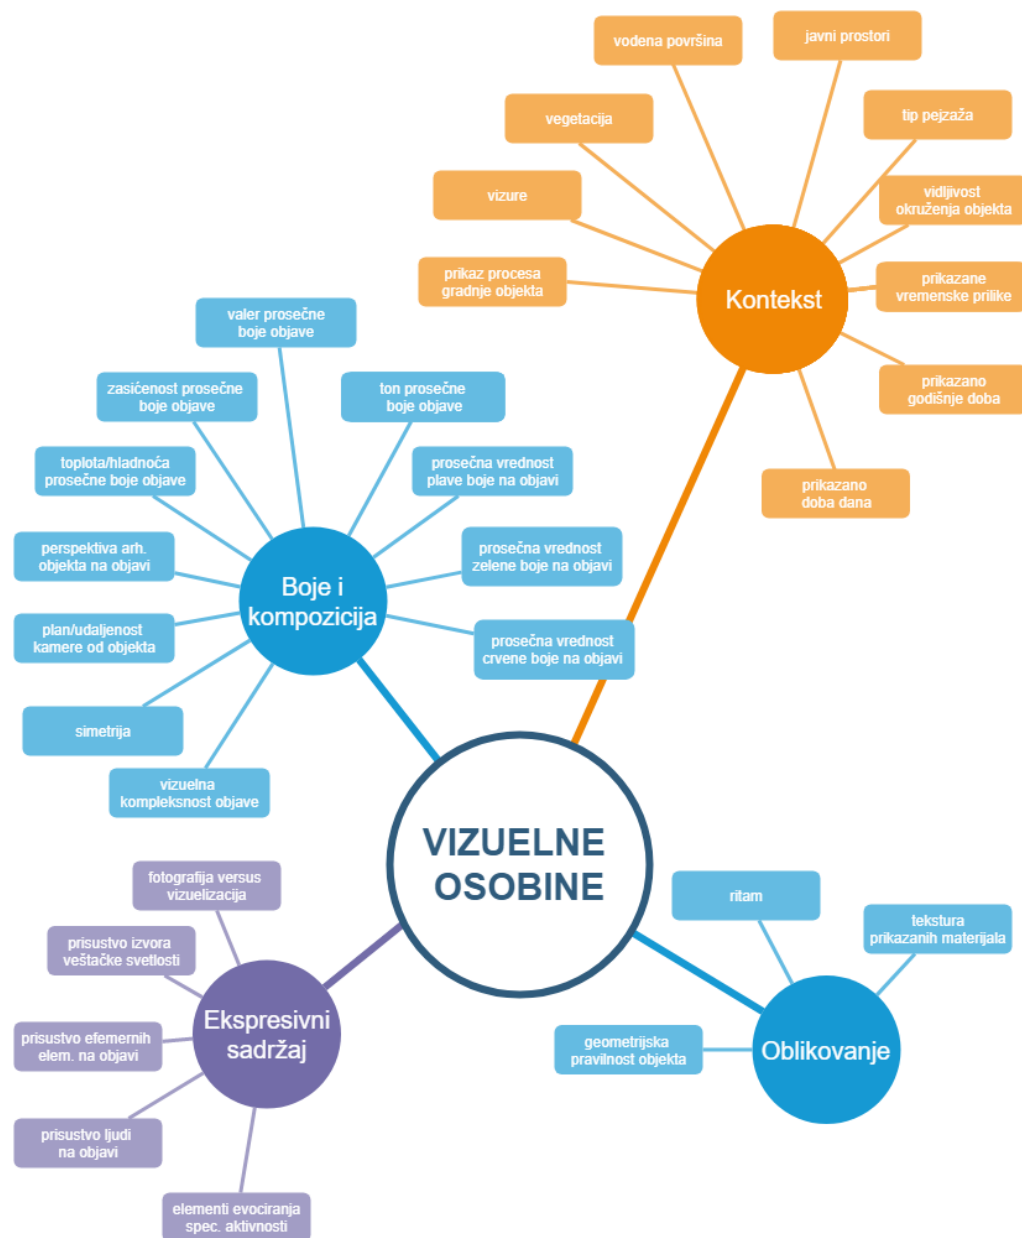 vodena površina
javni prostori
vegetacija
tip pejzaža
vizure
vidljivost
okruženja objekta
prikaz procesa
gradnje objekta
Kontekst
prikazane
vremenske prilike
prikazano
godišnje doba
prikazano
doba dana
valer prosečne
boje objave
zasićenost prosečne
boje objave
ton prosečne
boje objave
toplota/hladnoća
prosečne boje objave
prosečna vrednost
plave boje na objavi
perspektiva arh.
objekta na objavi
prosečna vrednost
zelene boje na objavi
Boje i
kompozicija
plan/udaljenost
kamere od objekta
prosečna vrednost
crvene boje na objavi
simetrija
vizuelna
kompleksnost objave
VIZUELNE
OSOBINE
fotografija versus
vizuelizacija
prisustvo izvora
veštačke svetlosti
Ekspresivni
sadržaj
prisustvo efemernih
elem. na objavi
prisustvo ljudi
na objavi
elementi evociranja
spec. aktivnosti
ritam
tekstura
prikazanih materijala
geometrijska
pravilnost objekta
Oblikovanje